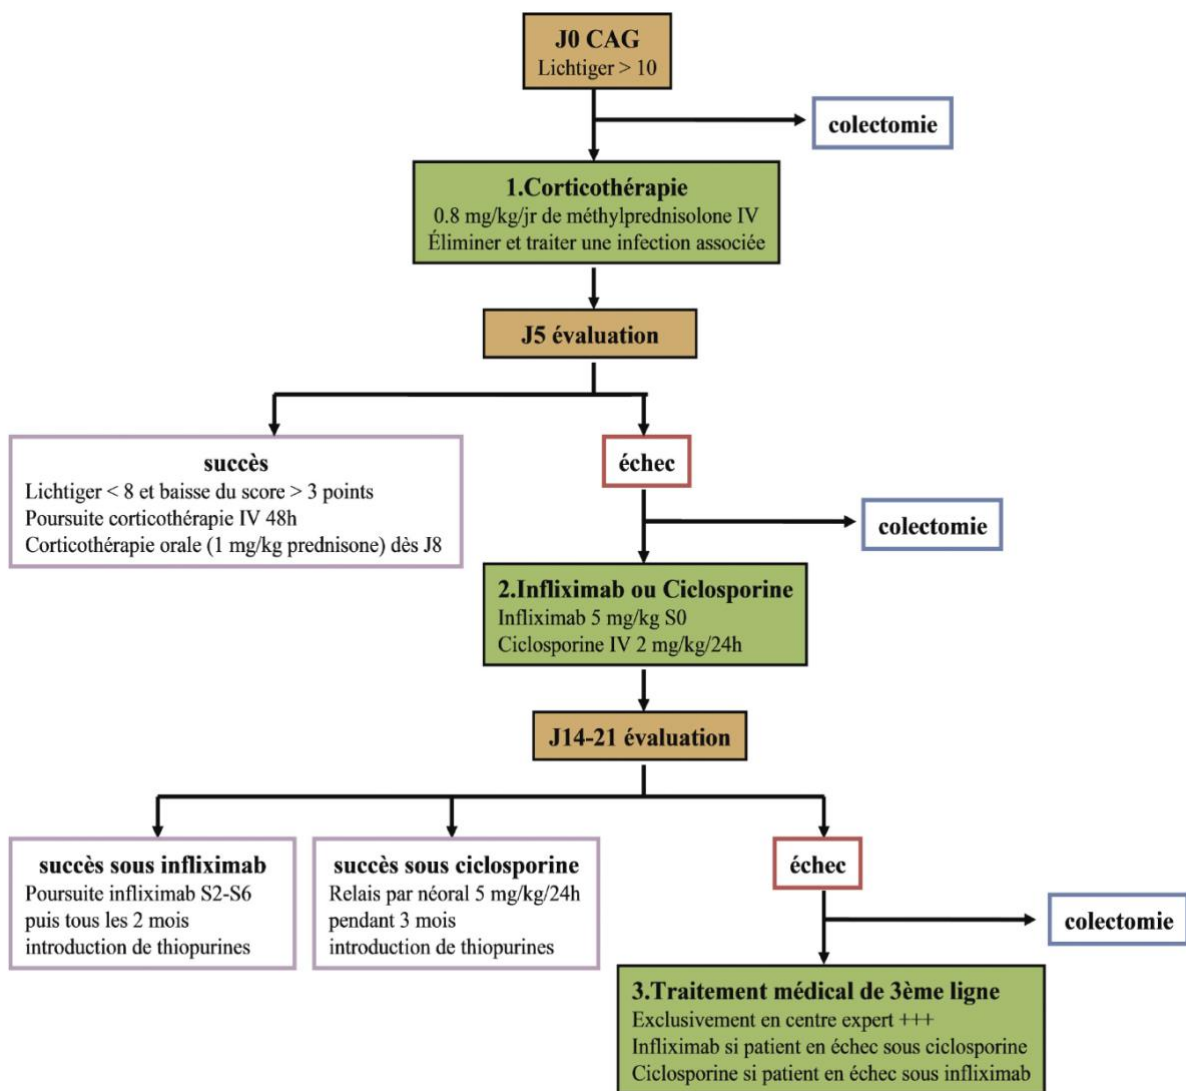 J0 CAG
Lichtiger > 10
colectomie
1.Corticothérapie
0.8 mg/kg/jr de méthylprednisolone IV
Éliminer et traiter une infection associée
J5 évaluation
succès
Lichtiger < 8 et baisse du score > 3 points
Poursuite corticothérapie IV 48h
Corticothérapie orale (1 mg/kg prednisone) dès J8
échec
colectomie
2.Infliximab ou Ciclosporine
Infliximab 5 mg/kg S0
Ciclosporine IV 2 mg/kg/24h
J14-21 évaluation
succès sous infliximab
Poursuite infliximab S2-S6
puis tous les 2 mois
introduction de thiopurines
succès sous ciclosporine
Relais par néoral 5 mg/kg/24h
pendant 3 mois
introduction de thiopurines
échec
colectomie
3.Traitement médical de 3ème ligne
Exclusivement en centre expert +++
Infliximab si patient en échec sous ciclosporine
Ciclosporine si patient en échec sous infliximab